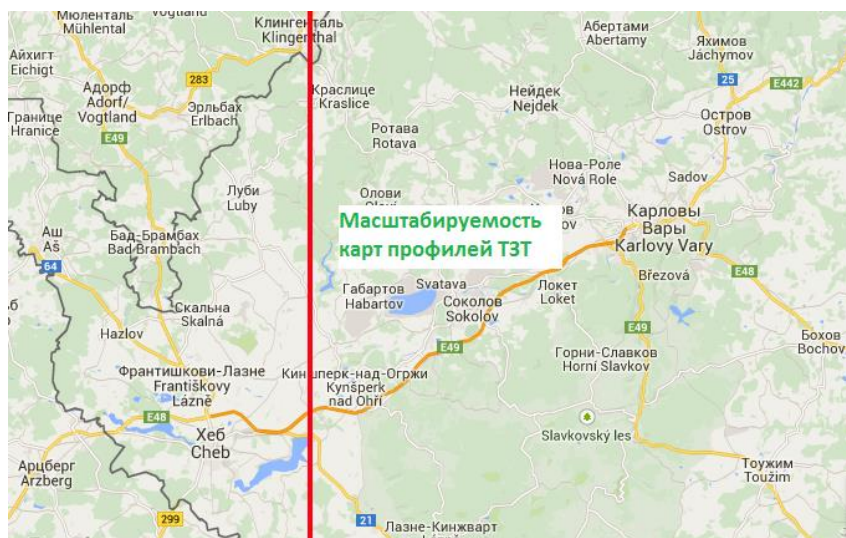 Мюленталь
Mühlental
Vogtland
Клингенталь
Klingenthal
Абертами
Abertamy
Яхимов
Jáchymov
Айхигт
Eichigt
283
25
E442
Адорф
Adorf/
Vogtland
Эрльбах
Erlbach
Краслице
Kraslice
Нейдек
Nejdek
Границе
Hranice
E49
Остров
Ostrov
Ротава
Rotava
Нова-Роле
Nová Role
Sadov
Луби
Luby
Олови
Масштабируемость
карт профилей ТЗТ
Карловы
Вары
Karlovy Vary
Аш
Aš
Бад-Брамбах
Bad Brambach
64
Březová
E48
Габартов
Habartov
Svatava
Соколов
Sokolov
Локет
Loket
Скальна
Skalná
Hazlov
E49
E49
Бохов
Bochov
Горни-Славков
Horní Slavkov
Франтишкови-Лазне
Františkovy
Lázně
Киншперк-над-Огржи
Kynšperk
nad Ohří
E48
Хеб
Cheb
Slavkovský les
Арцберг
Arzberg
Тоужим
Toužim
299
21
Лазне-Кинжварт